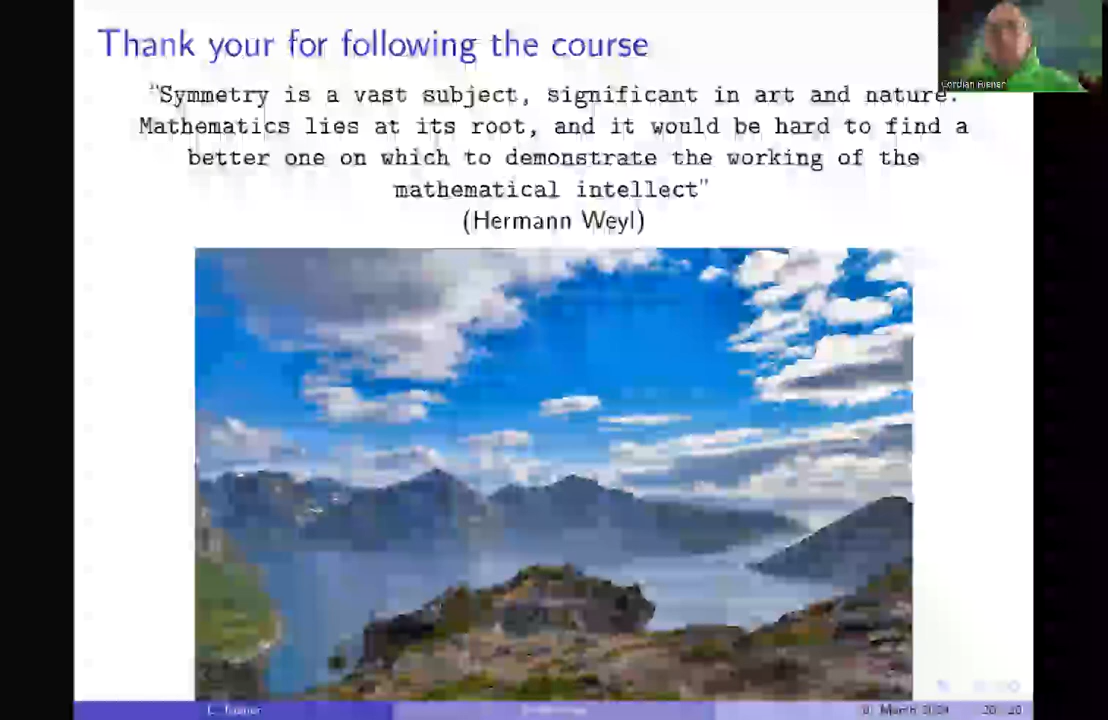 Thank your for following the course
"Symmetry is a vast subject, significant in art and nature.
Mathematics lies at its root, and it would be hard to find a
better one on which to demonstrate the working of the
mathematical intellect"
(Hermann Weyl)
March